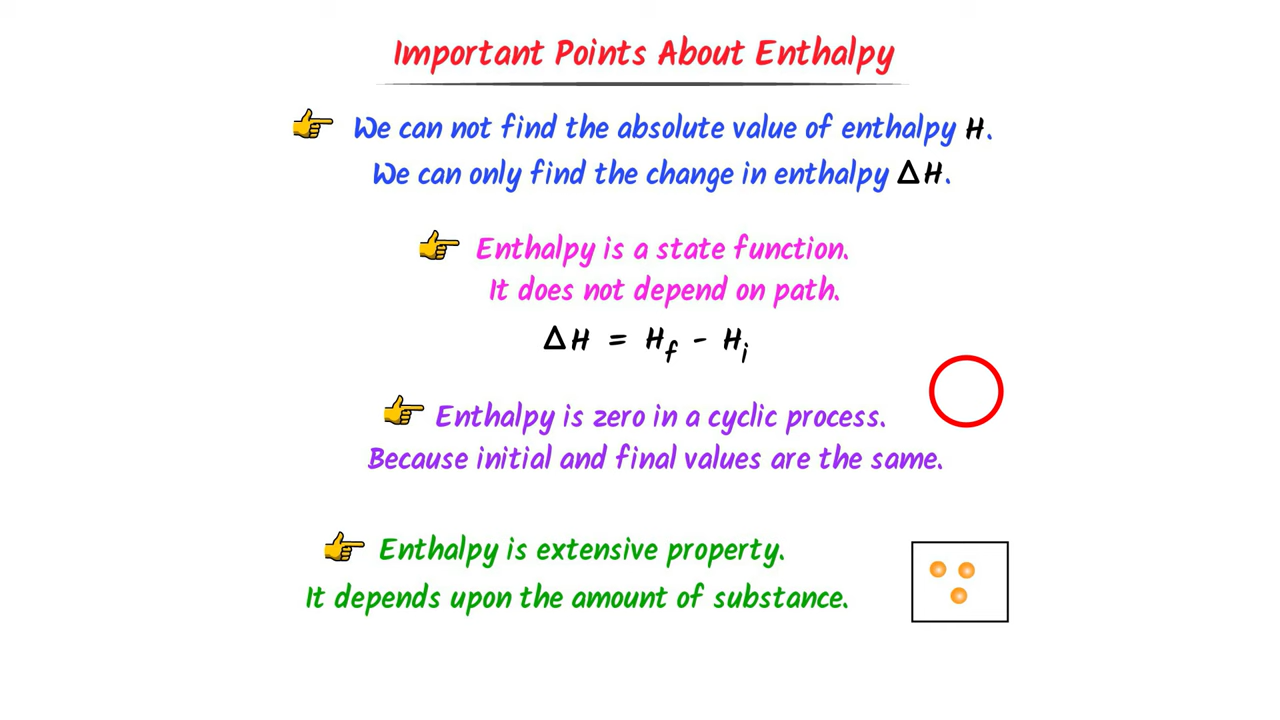 Important Points About Enthalpy
👉 We can not find the absolute value of enthalpy H.
We can only find the change in enthalpy ΔH.
👉 Enthalpy is a state function.
It does not depend on path.
ΔH = H_f - H_i
👉 Enthalpy is zero in a cyclic process.
Because initial and final values are the same.
👉 Enthalpy is extensive property.
It depends upon the amount of substance.